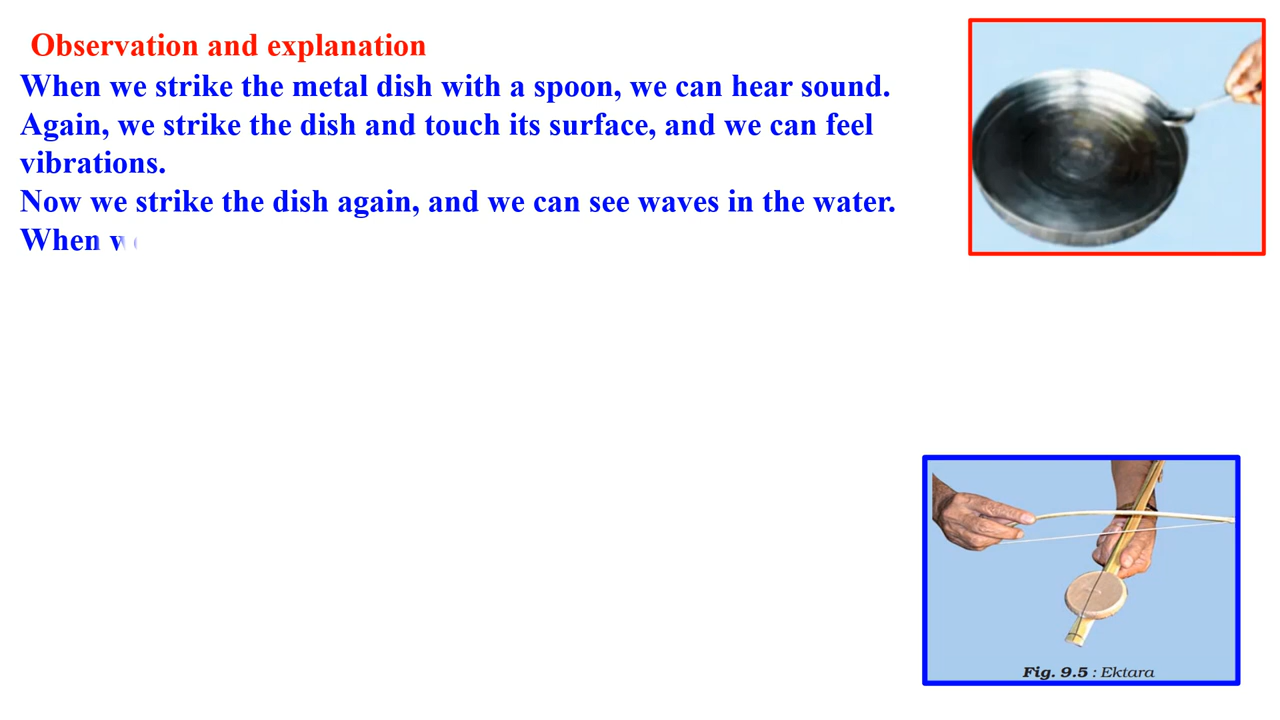 Observation and explanation
When we strike the metal dish with a spoon, we can hear sound.
Again, we strike the dish and touch its surface, and we can feel
vibrations.
Now we strike the dish again, and we can see waves in the water.
When
Fig. 9.5 : Ektara